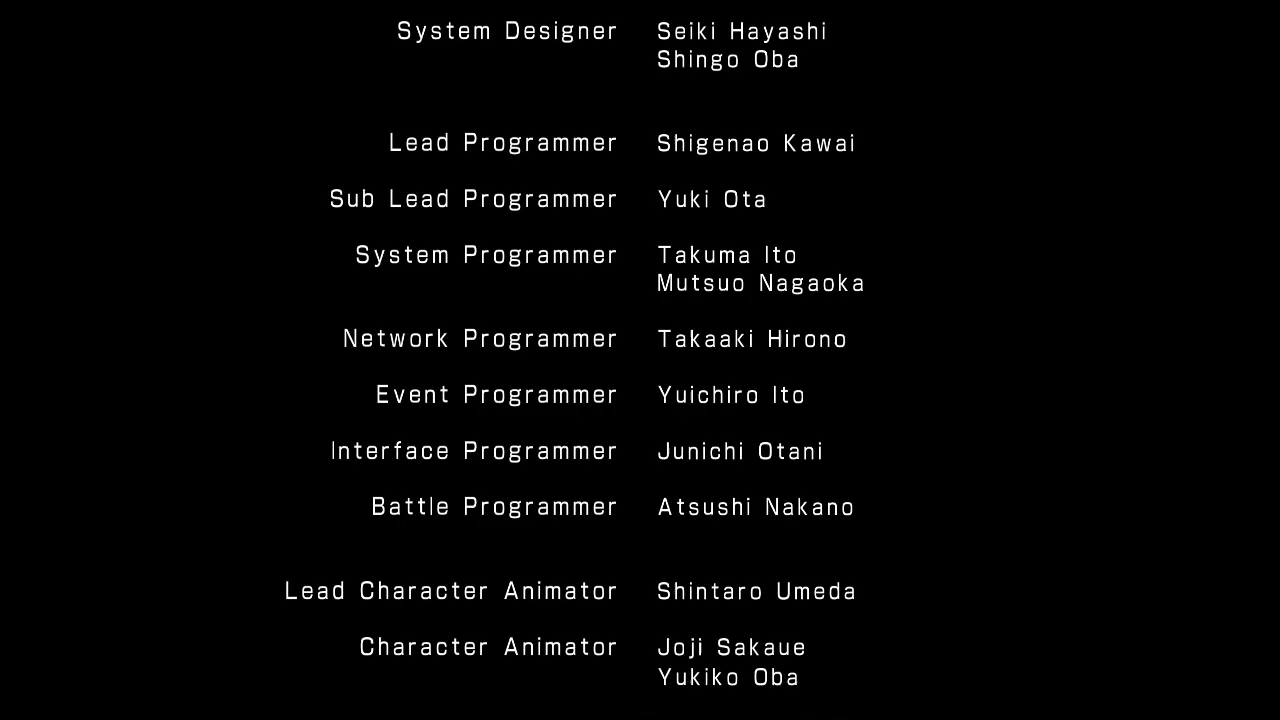 System Designer Seiki Hayashi
Shingo Oba
Lead Programmer Shigenao Kawai
Sub Lead Programmer Yuki Ota
System Programmer Takuma Ito
Mutsuo Nagaoka
Network Programmer Takaaki Hirono
Event Programmer Yuichiro Ito
Interface Programmer Junichi Otani
Battle Programmer Atsushi Nakano
Lead Character Animator Shintaro Umeda
Character Animator Joji Sakaue
Yukiko Oba